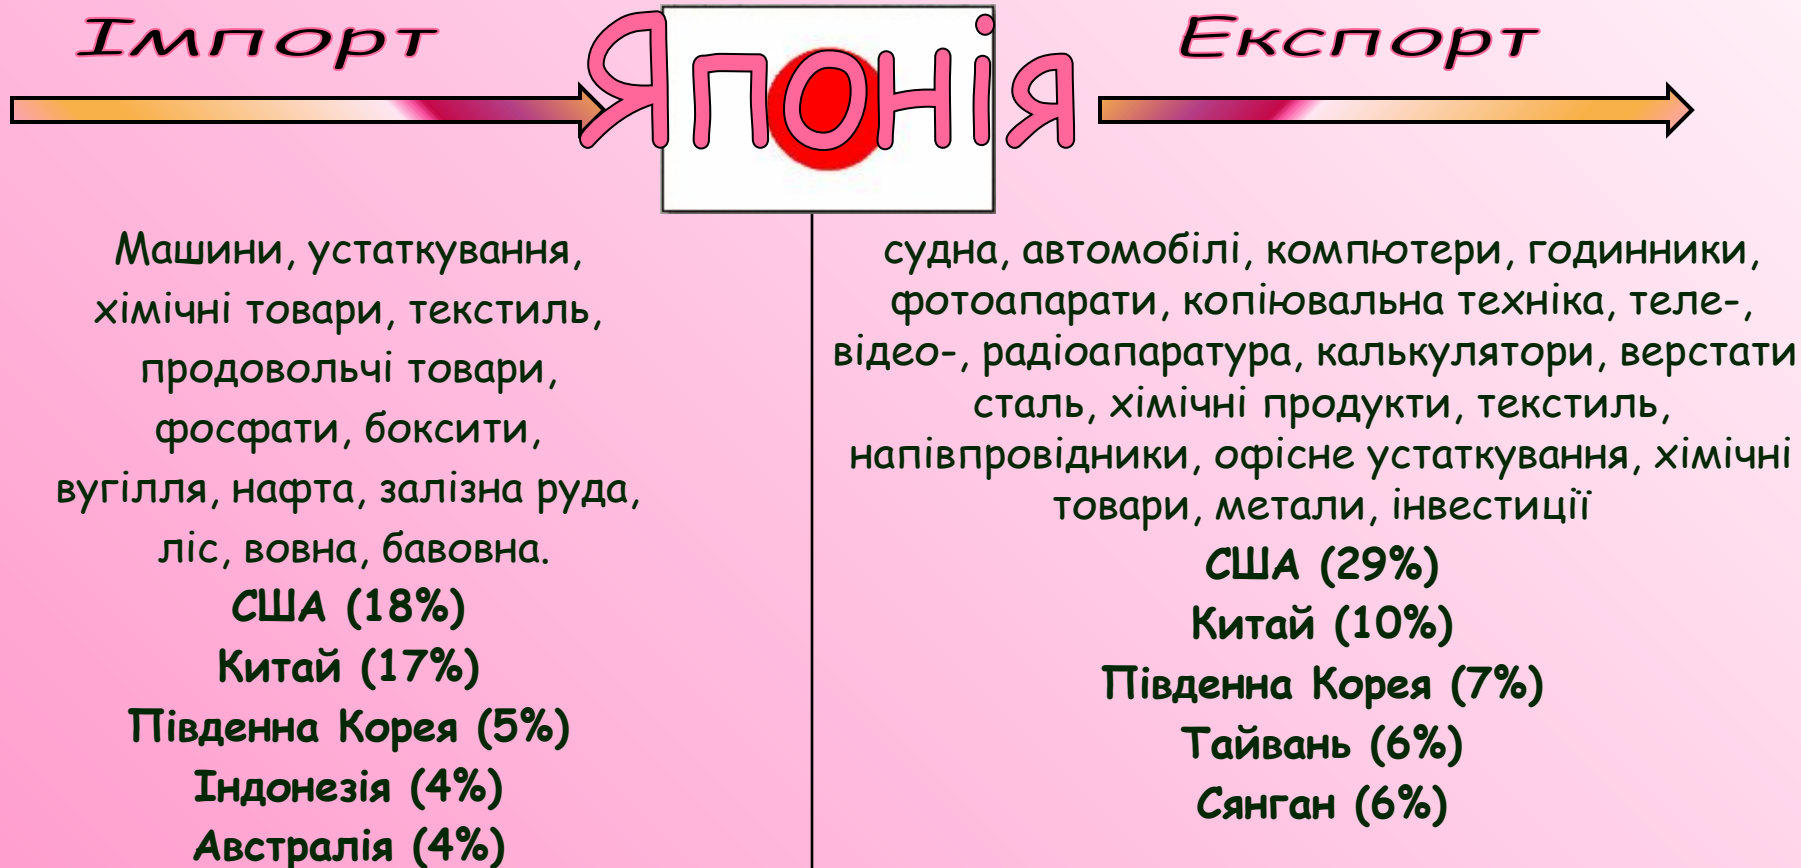 Імпорт
Японія
Експорт
Машини, устаткування,
хімічні товари, текстиль,
продовольчі товари,
фосфати, боксити,
вугілля, нафта, залізна руда,
ліс, вовна, бавовна.
США (18%)
Китай (17%)
Південна Корея (5%)
Індонезія (4%)
Австралія (4%)
судна, автомобілі, компютери, годинники,
фотоапарати, копіювальна техніка, теле-,
відео-, радіоапаратура, калькулятори, верстати
сталь, хімічні продукти, текстиль,
напівпровідники, офісне устаткування, хімічні
товари, метали, інвестиції
США (29%)
Китай (10%)
Південна Корея (7%)
Тайвань (6%)
Сянган (6%)